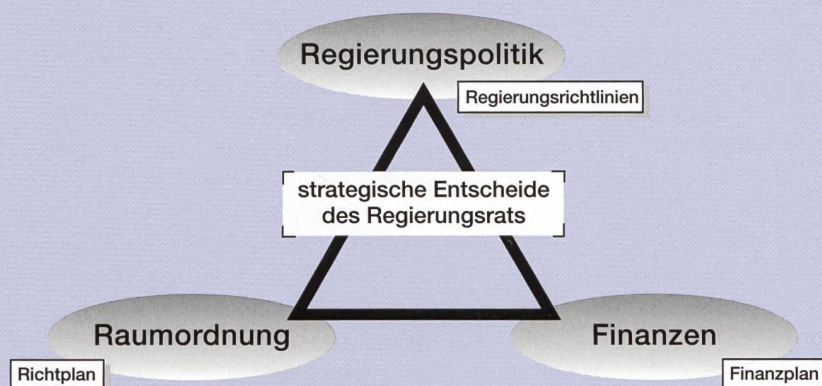 Regierungspolitik
Regierungsrichtlinien
strategische Entscheide
des Regierungsrats
Raumordnung
Finanzen
Richtplan
Finanzplan